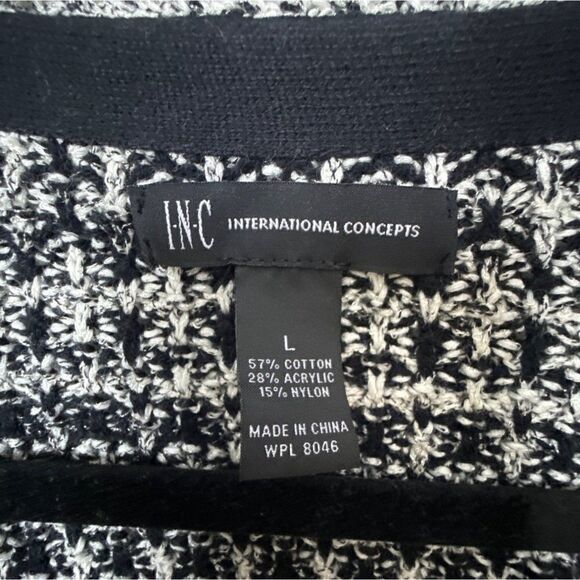 I·N·C INTERNATIONAL CONCEPTS
L
57% COTTON
28% ACRYLIC
15% NYLON
MADE IN CHINA
WPL 8046